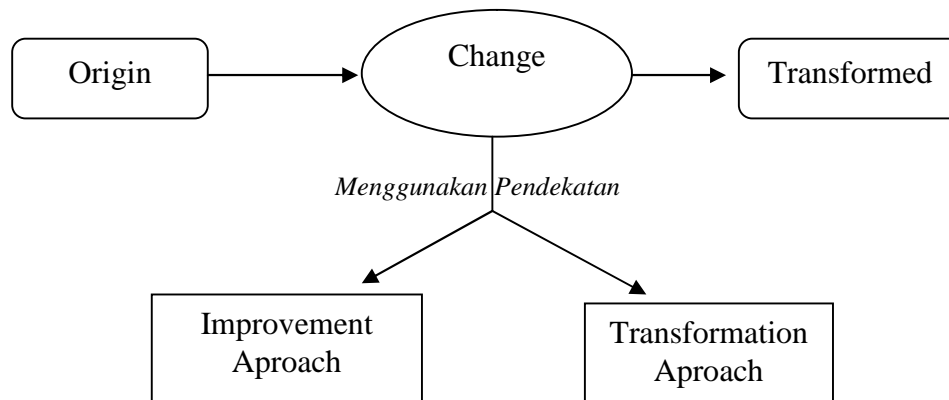 Origin
Change
Transformed
Menggunakan Pendekatan
Improvement
Aproach
Transformation
Aproach